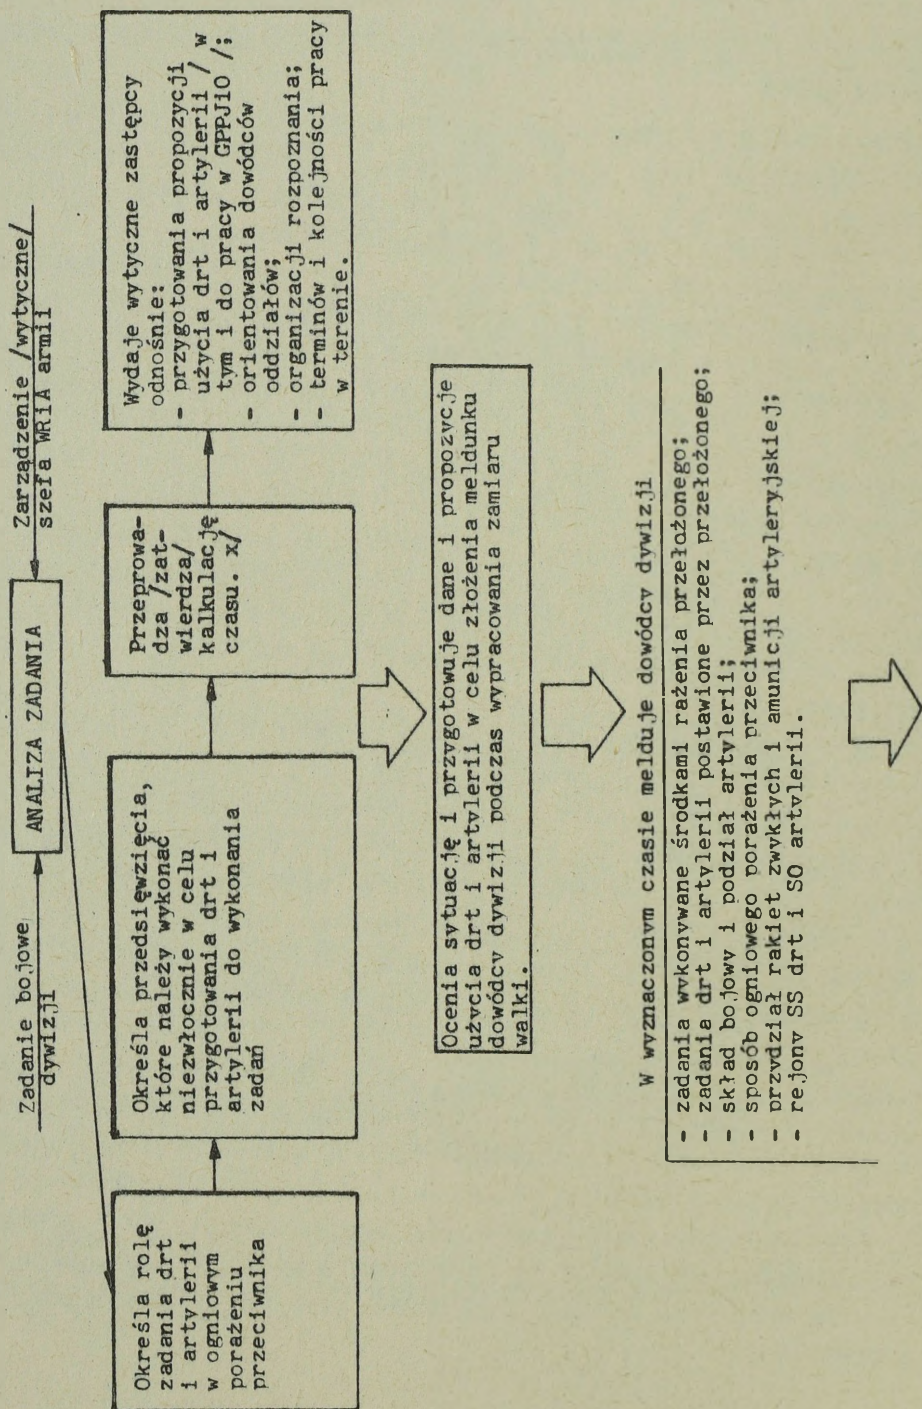 Zadanie bojowe
dywizji
ANALIZA ZADANIA
Zarządzenie /wytyczne/
szefa WRiA armii
Określa rolę
zadania drt
i artylerii
w ogniowym
porażeniu
przeciwnika
Określa przedsięwzięcia,
które należy wykonać
niezwłocznie w celu
przygotowania drt i
artylerii do wykonania
zadań
Przeprowa-
dza /zat-
wierdza/
kalkulację
czasu. x/
Wydaje wytyczne zastępcy
odnośnie:
- przygotowania propozycji
użycia drt i artylerii / w
tym i do pracy w GPPJiO /;
- orientowania dowódców
oddziałów;
- organizacji rozpoznania;
- terminów i kolejności pracy
w terenie.
Ocenia sytuację i przygotowuje dane i propozycje
użycia drt i artylerii w celu złożenia meldunku
dowódcy dywizji podczas wypracowania zamiaru
walki.
W wyznaczonym czasie melduje dowódcy dywizji
- zadania wykonywane środkami rażenia przełożonego;
- zadania drt i artylerii postawione przez przełożonego;
- skład bojowy i podział artylerii;
- sposób ogniowego porażenia przeciwnika;
- przydział rakiet zwykłych i amunicji artyleryjskiej;
- rejony SS drt i SO artylerii.